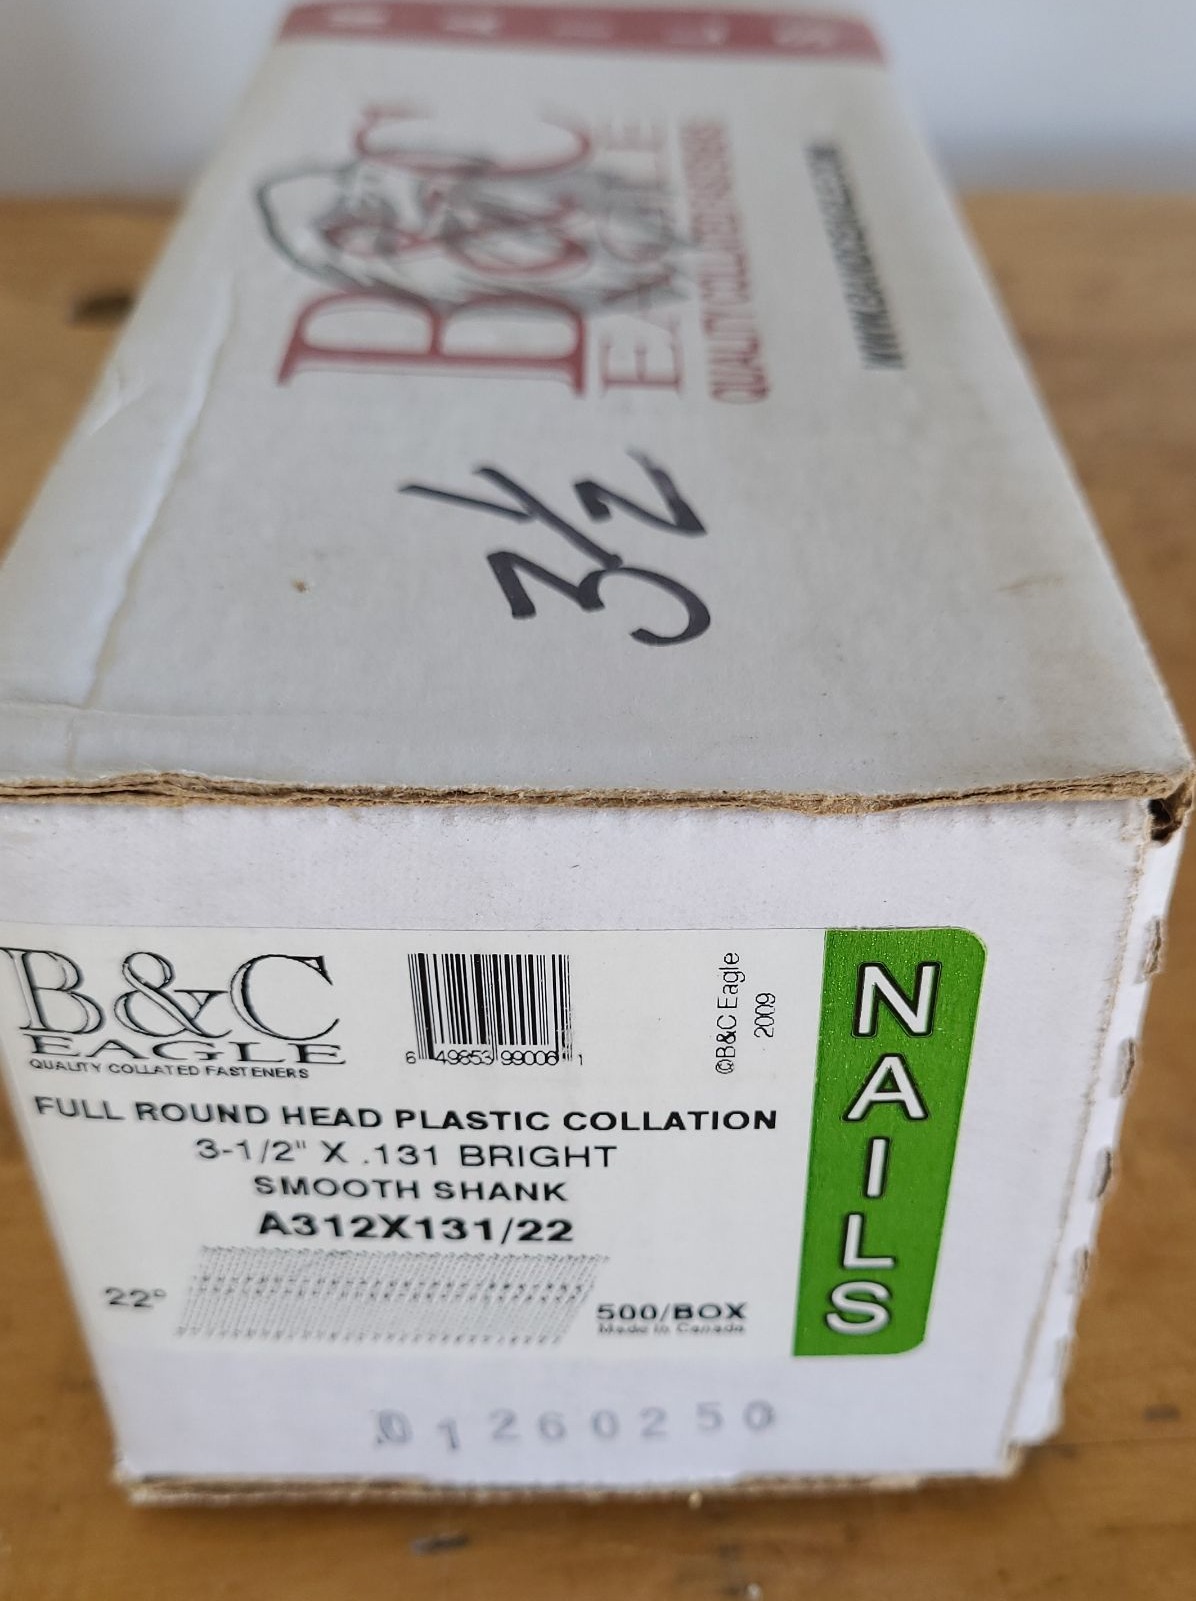 NAILS
B&C
EAGLE
QUALITY COLLATED FASTENERS
WWW.BANDCEAGLE.COM
3 1/2
B&C
EAGLE
QUALITY COLLATED FASTENERS
6 49853 99006 1
©B&C Eagle
2009
FULL ROUND HEAD PLASTIC COLLATION
3-1/2" X .131 BRIGHT
SMOOTH SHANK
A312X131/22
22°
500/BOX
Made in Canada
NAILS
01260250